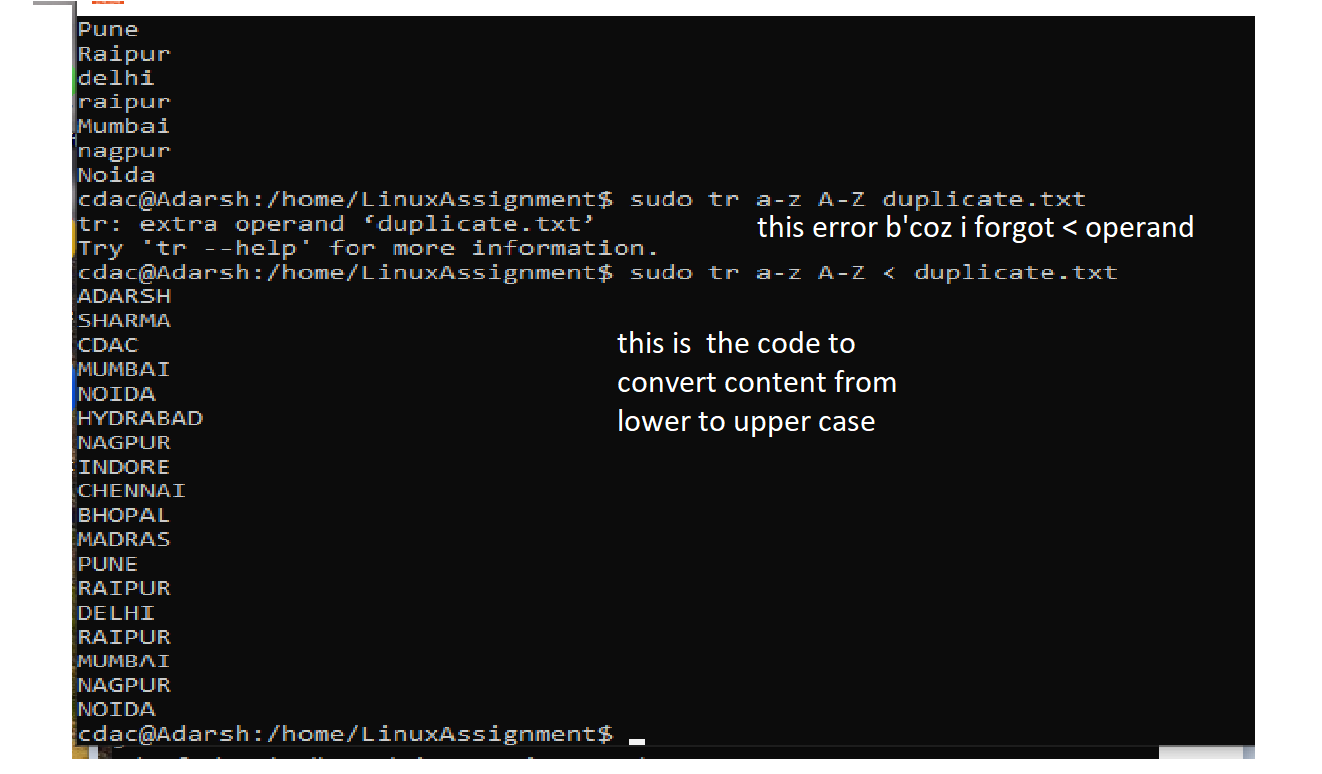 Pune
Raipur
delhi
raipur
Mumbai
nagpur
Noida
cdac@Adarsh:/home/LinuxAssignment$ sudo tr a-z A-Z duplicate.txt
tr: extra operand ‘duplicate.txt’
this error b'coz i forgot < operand
Try 'tr --help' for more information.
cdac@Adarsh:/home/LinuxAssignment$ sudo tr a-z A-Z < duplicate.txt
ADARSH
SHARMA
CDAC
MUMBAI
NOIDA
HYDRABAD
NAGPUR
INDORE
CHENNAI
BHOPAL
MADRAS
PUNE
RAIPUR
DELHI
RAIPUR
MUMBAI
NAGPUR
NOIDA
this is  the code to
convert content from
lower to upper case
cdac@Adarsh:/home/LinuxAssignment$